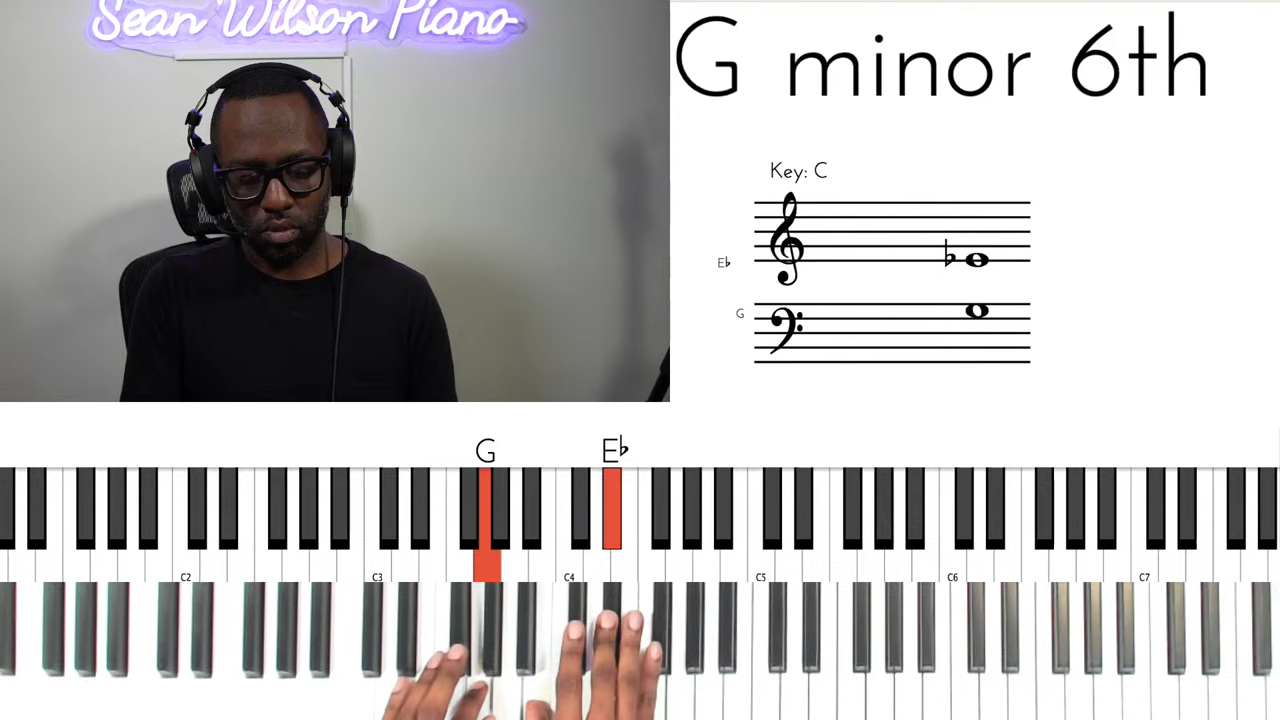 Sean Wilson Piano
G minor 6th
Key: C
E♭
G
G
E♭
C2
C3
C4
C5
C6
C7